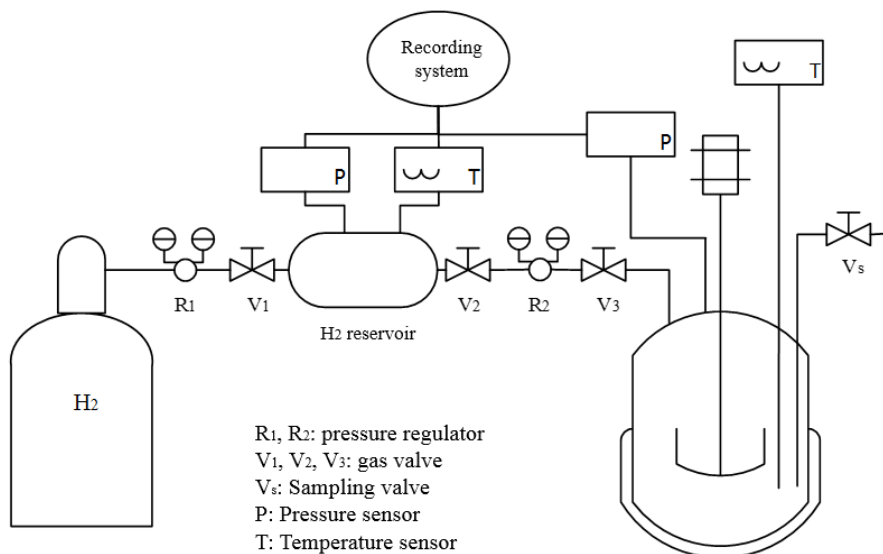 Recording
system
T
P
P
T
R1
V1
V2
R2
V3
Vs
H2 reservoir
H2
R1, R2: pressure regulator
V1, V2, V3: gas valve
Vs: Sampling valve
P: Pressure sensor
T: Temperature sensor